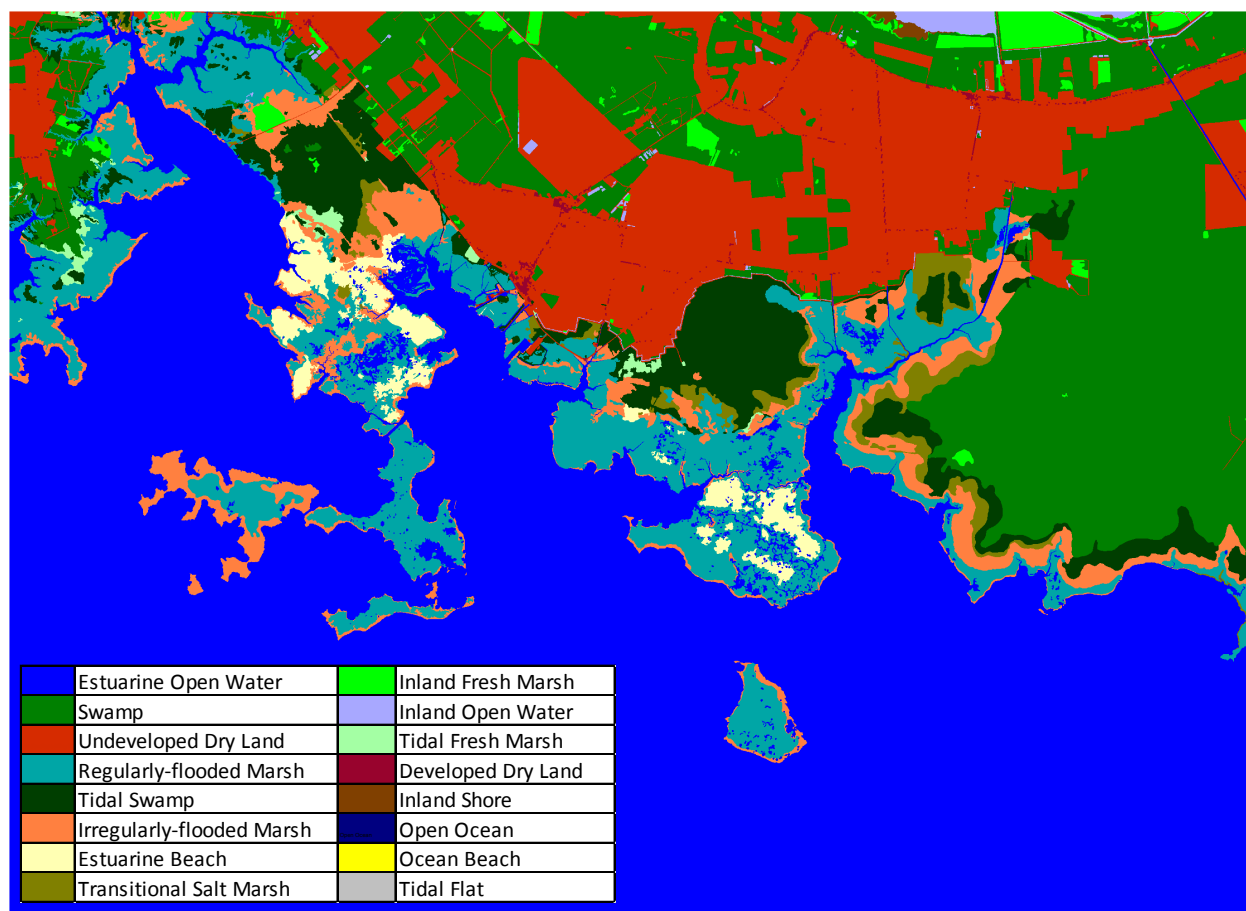 Estuarine Open Water Inland Fresh Marsh
Swamp Inland Open Water
Undeveloped Dry Land Tidal Fresh Marsh
Regularly-flooded Marsh Developed Dry Land
Tidal Swamp Inland Shore
Irregularly-flooded Marsh Open Ocean
Estuarine Beach Ocean Beach
Transitional Salt Marsh Tidal Flat